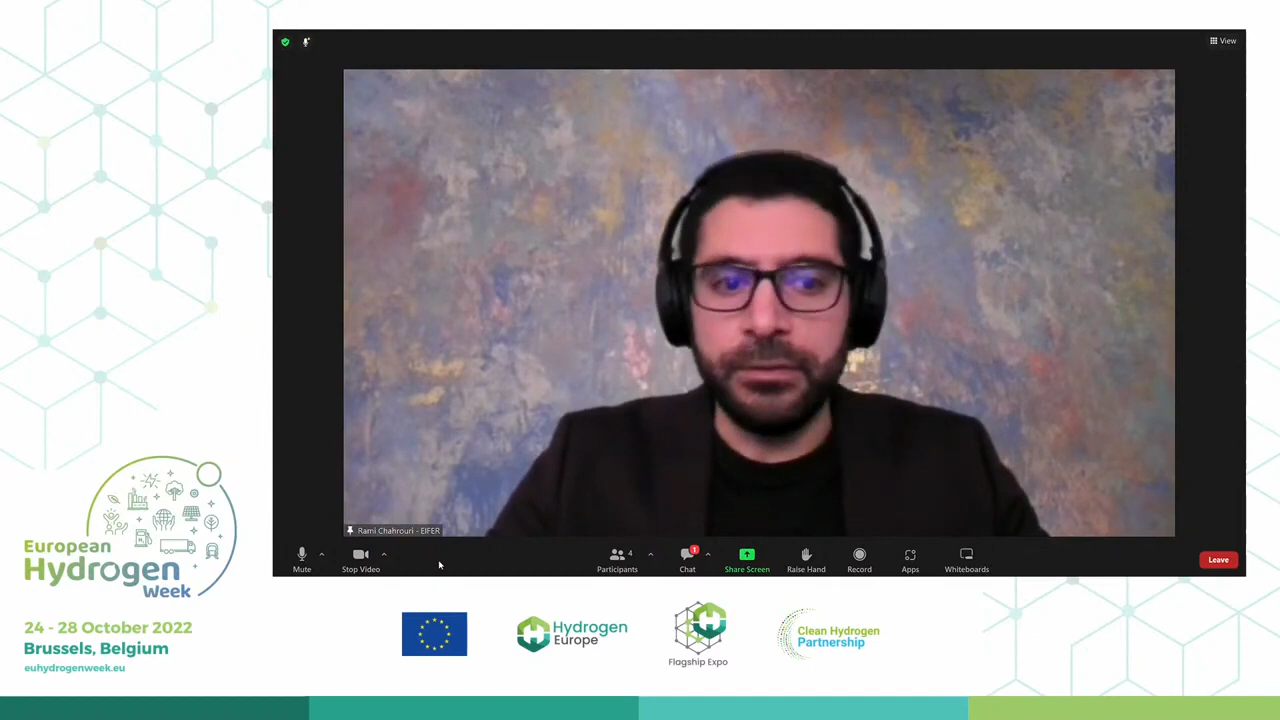 View
Rami Chahrouri - EIFER
Mute
Stop Video
4
Participants
1
Chat
Share Screen
Raise Hand
Record
Apps
Whiteboards
Leave
European
Hydrogen
Week
24 - 28 October 2022
Brussels, Belgium
euhydrogenweek.eu
Hydrogen
Europe
Flagship Expo
Clean Hydrogen
Partnership